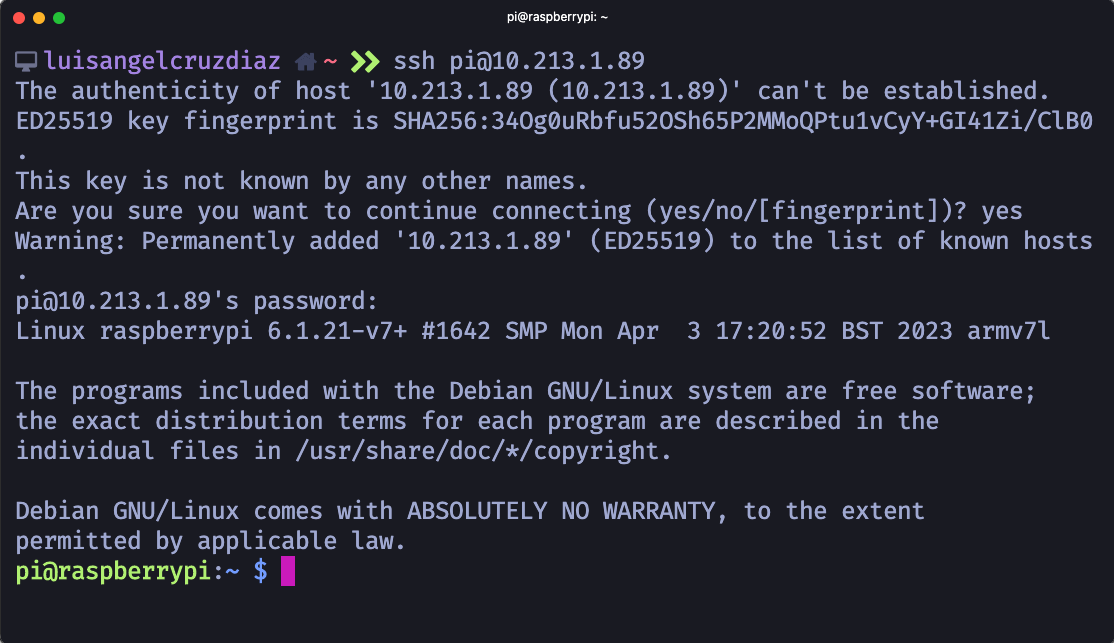 pi@raspberrypi: ~
luisangelcruzdiaz ~ ssh pi@10.213.1.89
The authenticity of host '10.213.1.89 (10.213.1.89)' can't be established.
ED25519 key fingerprint is SHA256:34Og0uRbfu52OSh65P2MMoQPtu1vCyY+GI41Zi/ClB0
.
This key is not known by any other names.
Are you sure you want to continue connecting (yes/no/[fingerprint])? yes
Warning: Permanently added '10.213.1.89' (ED25519) to the list of known hosts
.
pi@10.213.1.89's password:
Linux raspberrypi 6.1.21-v7+ #1642 SMP Mon Apr  3 17:20:52 BST 2023 armv7l

The programs included with the Debian GNU/Linux system are free software;
the exact distribution terms for each program are described in the
individual files in /usr/share/doc/*/copyright.

Debian GNU/Linux comes with ABSOLUTELY NO WARRANTY, to the extent
permitted by applicable law.
pi@raspberrypi:~ $